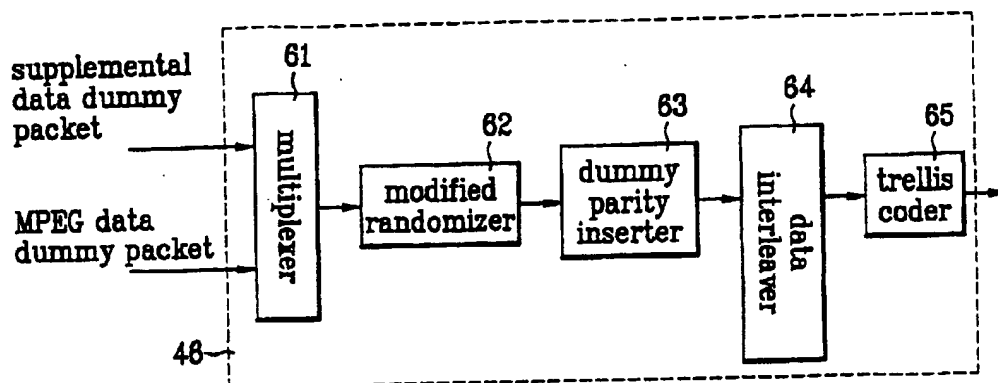 supplemental
data dummy
packet
MPEG data
dummy packet
61
multiplexer
62
modified
randomizer
63
dummy
parity
inserter
64
data
interleaver
65
trellis
coder
46